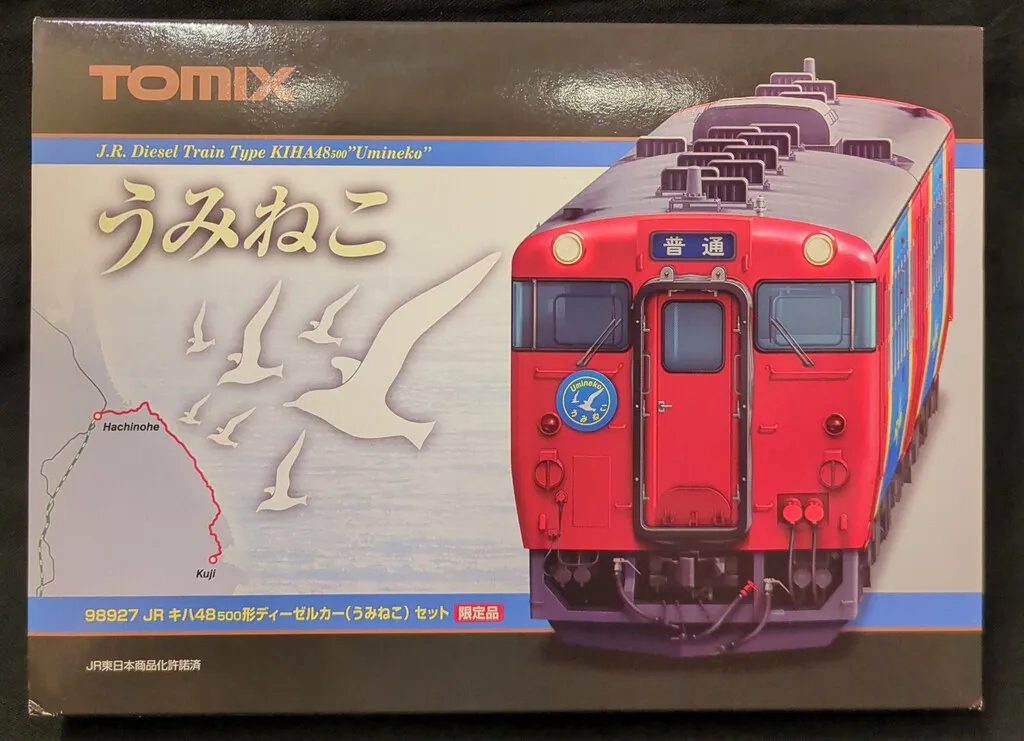 TOMIX
J.R. Diesel Train Type KIHA48500"Umineko"
うみねこ
普通
Umineko
うみねこ
Hachinohe
Kuji
98927 JR キハ48500形ディーゼルカー(うみねこ) セット 限定品
JR東日本商品化許諾済